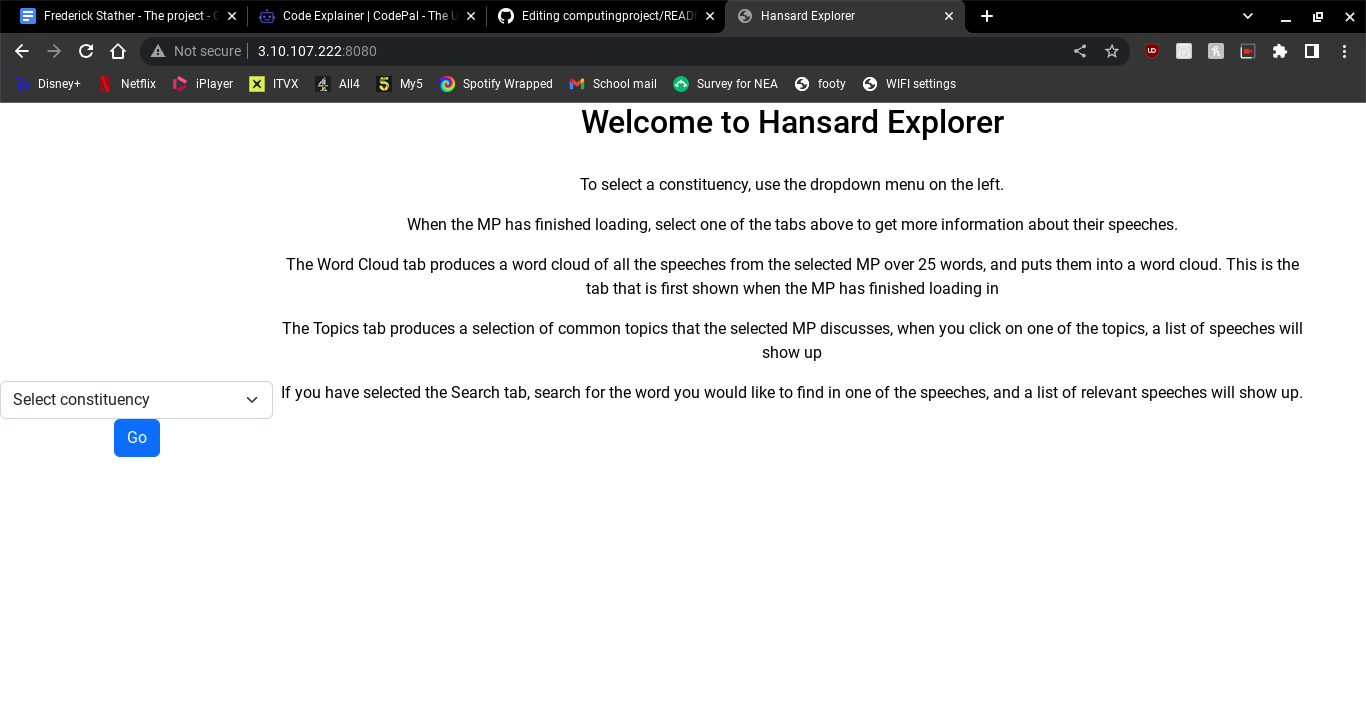 Frederick Stather - The project - G
Code Explainer | CodePal - The U
Editing computingproject/READ
Hansard Explorer
Not secure
3.10.107.222:8080
Disney+
Netflix
iPlayer
ITVX
All4
My5
Spotify Wrapped
School mail
Survey for NEA
footy
WIFI settings
Welcome to Hansard Explorer
To select a constituency, use the dropdown menu on the left.
When the MP has finished loading, select one of the tabs above to get more information about their speeches.
The Word Cloud tab produces a word cloud of all the speeches from the selected MP over 25 words, and puts them into a word cloud. This is the
tab that is first shown when the MP has finished loading in
The Topics tab produces a selection of common topics that the selected MP discusses, when you click on one of the topics, a list of speeches will
show up
If you have selected the Search tab, search for the word you would like to find in one of the speeches, and a list of relevant speeches will show up.
Select constituency
Go